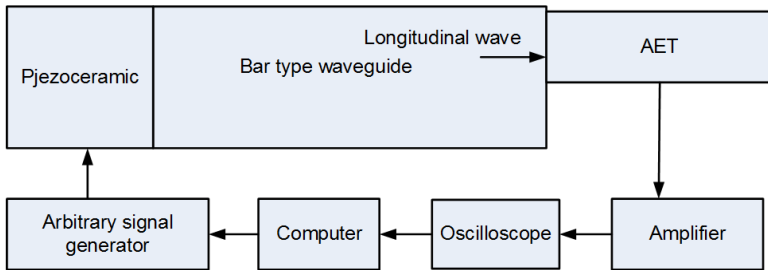 Longitudinal wave
AET
Pjezoceramic
Bar type waveguide
Arbitrary signal
generator
Computer
Oscilloscope
Amplifier